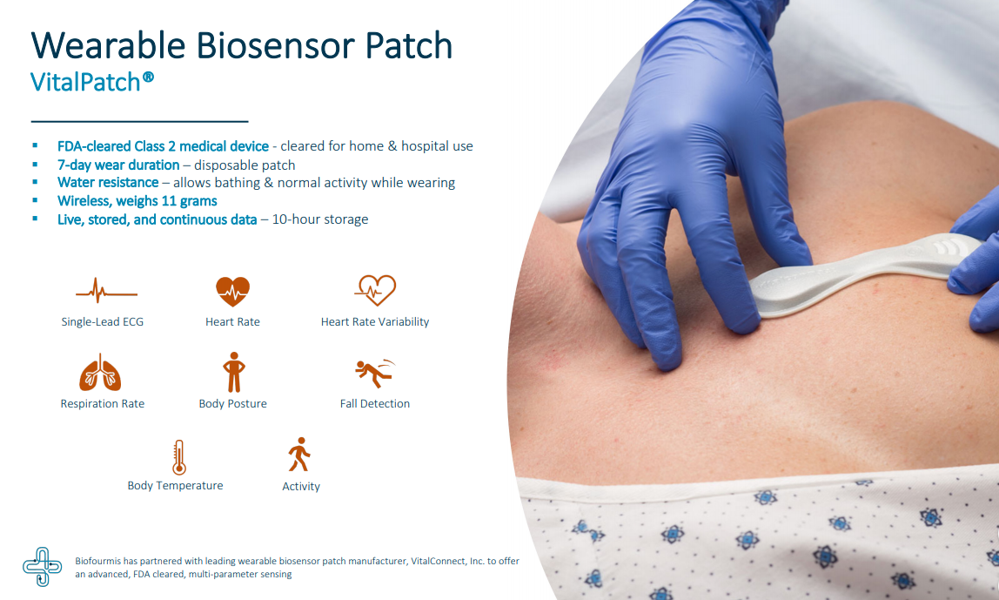 Wearable Biosensor Patch
VitalPatch®
▪ FDA-cleared Class 2 medical device - cleared for home & hospital use
▪ 7-day wear duration – disposable patch
▪ Water resistance – allows bathing & normal activity while wearing
▪ Wireless, weighs 11 grams
▪ Live, stored, and continuous data – 10-hour storage
Single-Lead ECG
Heart Rate
Heart Rate Variability
Respiration Rate
Body Posture
Fall Detection
Body Temperature
Activity
Biofourmis has partnered with leading wearable biosensor patch manufacturer, VitalConnect, Inc. to offer
an advanced, FDA cleared, multi-parameter sensing